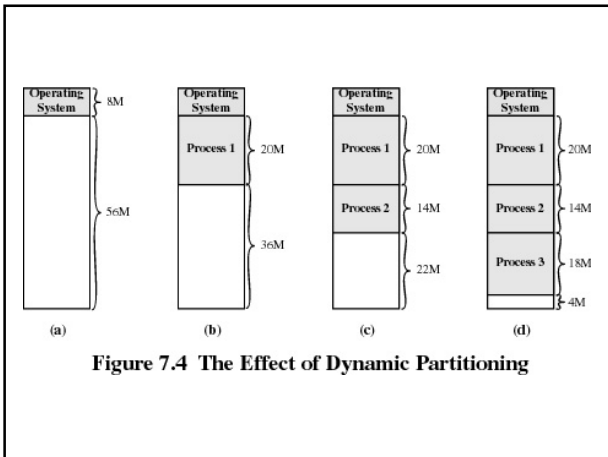 Operating
System
8M
56M
(a)
Operating
System
Process 1
20M
36M
(b)
Operating
System
Process 1
20M
Process 2
14M
22M
(c)
Operating
System
Process 1
20M
Process 2
14M
Process 3
18M
4M
(d)
Figure 7.4 The Effect of Dynamic Partitioning